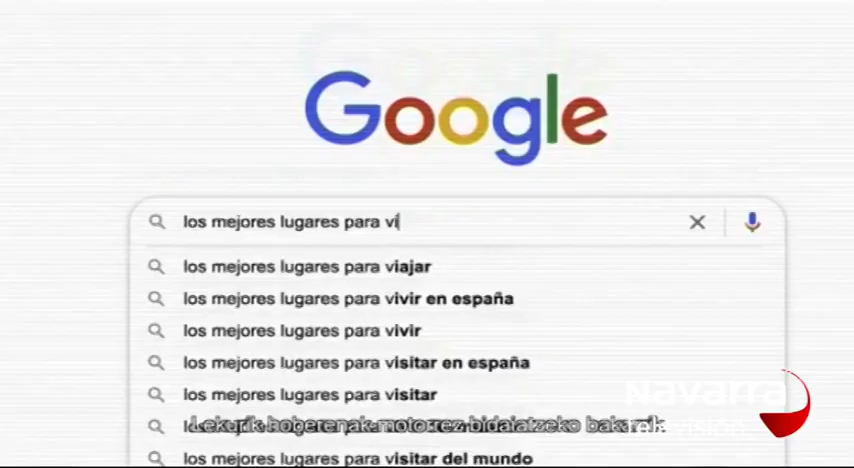 Google
los mejores lugares para vi
los mejores lugares para viajar
los mejores lugares para vivir en españa
los mejores lugares para vivir
los mejores lugares para visitar en españa
los mejores lugares para visitar
Lekurik hoberenak motorrez bidaiatzeko
los mejores lugares para visitar del mundo
Navarra
televisión